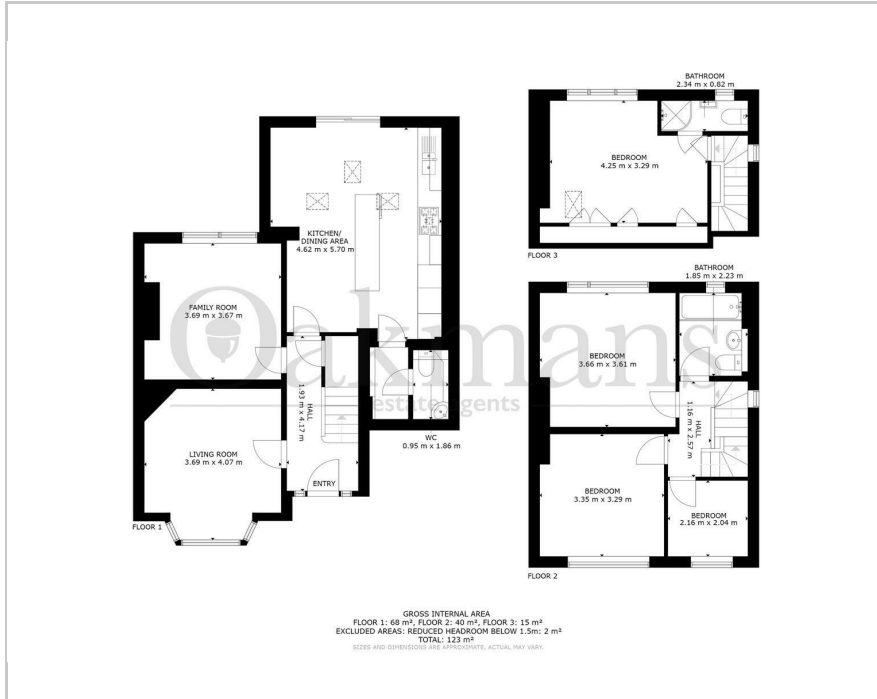 BATHROOM
2.34 m x 0.82 m
BEDROOM
4.25 m x 3.29 m
FLOOR 3
KITCHEN/
DINING AREA
4.62 m x 5.70 m
FAMILY ROOM
3.69 m x 3.67 m
HALL
1.93 m x 4.17 m
LIVING ROOM
3.69 m x 4.07 m
WC
0.95 m x 1.86 m
ENTRY
FLOOR 1
BATHROOM
1.85 m x 2.23 m
BEDROOM
3.66 m x 3.61 m
HALL
1.16 m x 2.57 m
BEDROOM
3.35 m x 3.29 m
BEDROOM
2.16 m x 2.04 m
FLOOR 2
Oakmans
estate agents
GROSS INTERNAL AREA
FLOOR 1: 68 m², FLOOR 2: 40 m², FLOOR 3: 15 m²
EXCLUDED AREAS: REDUCED HEADROOM BELOW 1.5m: 2 m²
TOTAL: 123 m²
SIZES AND DIMENSIONS ARE APPROXIMATE, ACTUAL MAY VARY.